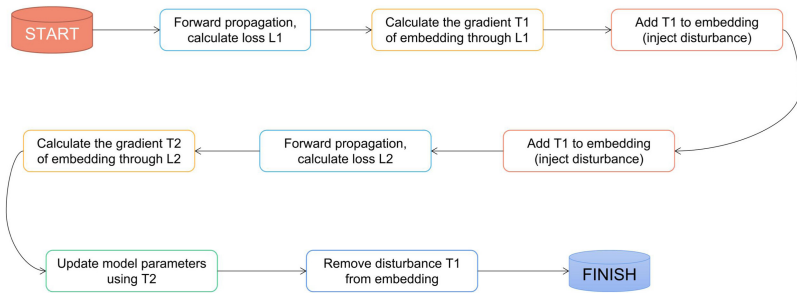 START
Forward propagation,
calculate loss L1
Calculate the gradient T1
of embedding through L1
Add T1 to embedding
(inject disturbance)
Add T1 to embedding
(inject disturbance)
Forward propagation,
calculate loss L2
Calculate the gradient T2
of embedding through L2
Update model parameters
using T2
Remove disturbance T1
from embedding
FINISH